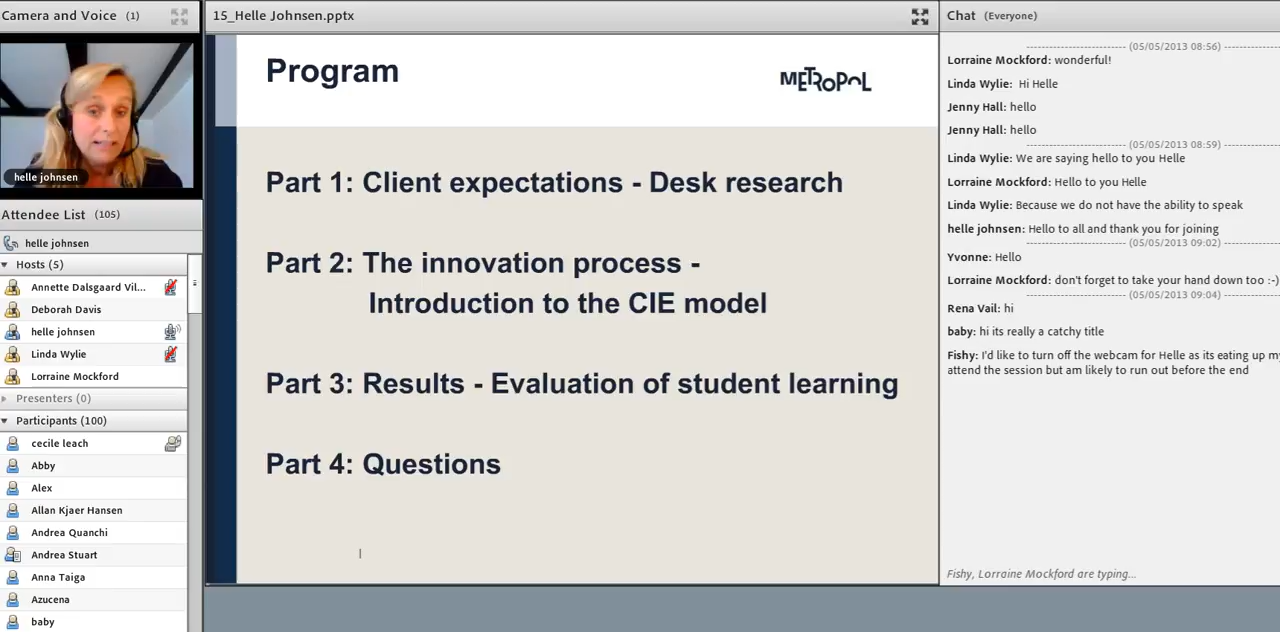 Camera and Voice (1)
helle johnsen
Attendee List (105)
helle johnsen
Hosts (5)
Annette Dalsgaard Vil...
Deborah Davis
helle johnsen
Linda Wylie
Lorraine Mockford
Presenters (0)
Participants (100)
cecile leach
Abby
Alex
Allan Kjaer Hansen
Andrea Quanchi
Andrea Stuart
Anna Taiga
Azucena
baby
15_Helle Johnsen.pptx
Program
METROPOL
Part 1: Client expectations - Desk research
Part 2: The innovation process -
Introduction to the CIE model
Part 3: Results - Evaluation of student learning
Part 4: Questions
Chat (Everyone)
(05/05/2013 08:56)
Lorraine Mockford: wonderful!
Linda Wylie: Hi Helle
Jenny Hall: hello
Jenny Hall: hello
(05/05/2013 08:59)
Linda Wylie: We are saying hello to you Helle
Lorraine Mockford: Hello to you Helle
Linda Wylie: Because we do not have the ability to speak
helle johnsen: Hello to all and thank you for joining
(05/05/2013 09:02)
Yvonne: Hello
Lorraine Mockford: don't forget to take your hand down too :-)
(05/05/2013 09:04)
Rena Vail: hi
baby: hi its really a catchy title
Fishy: I'd like to turn off the webcam for Helle as its eating up
attend the session but am likely to run out before the end
Fishy, Lorraine Mockford are typing...